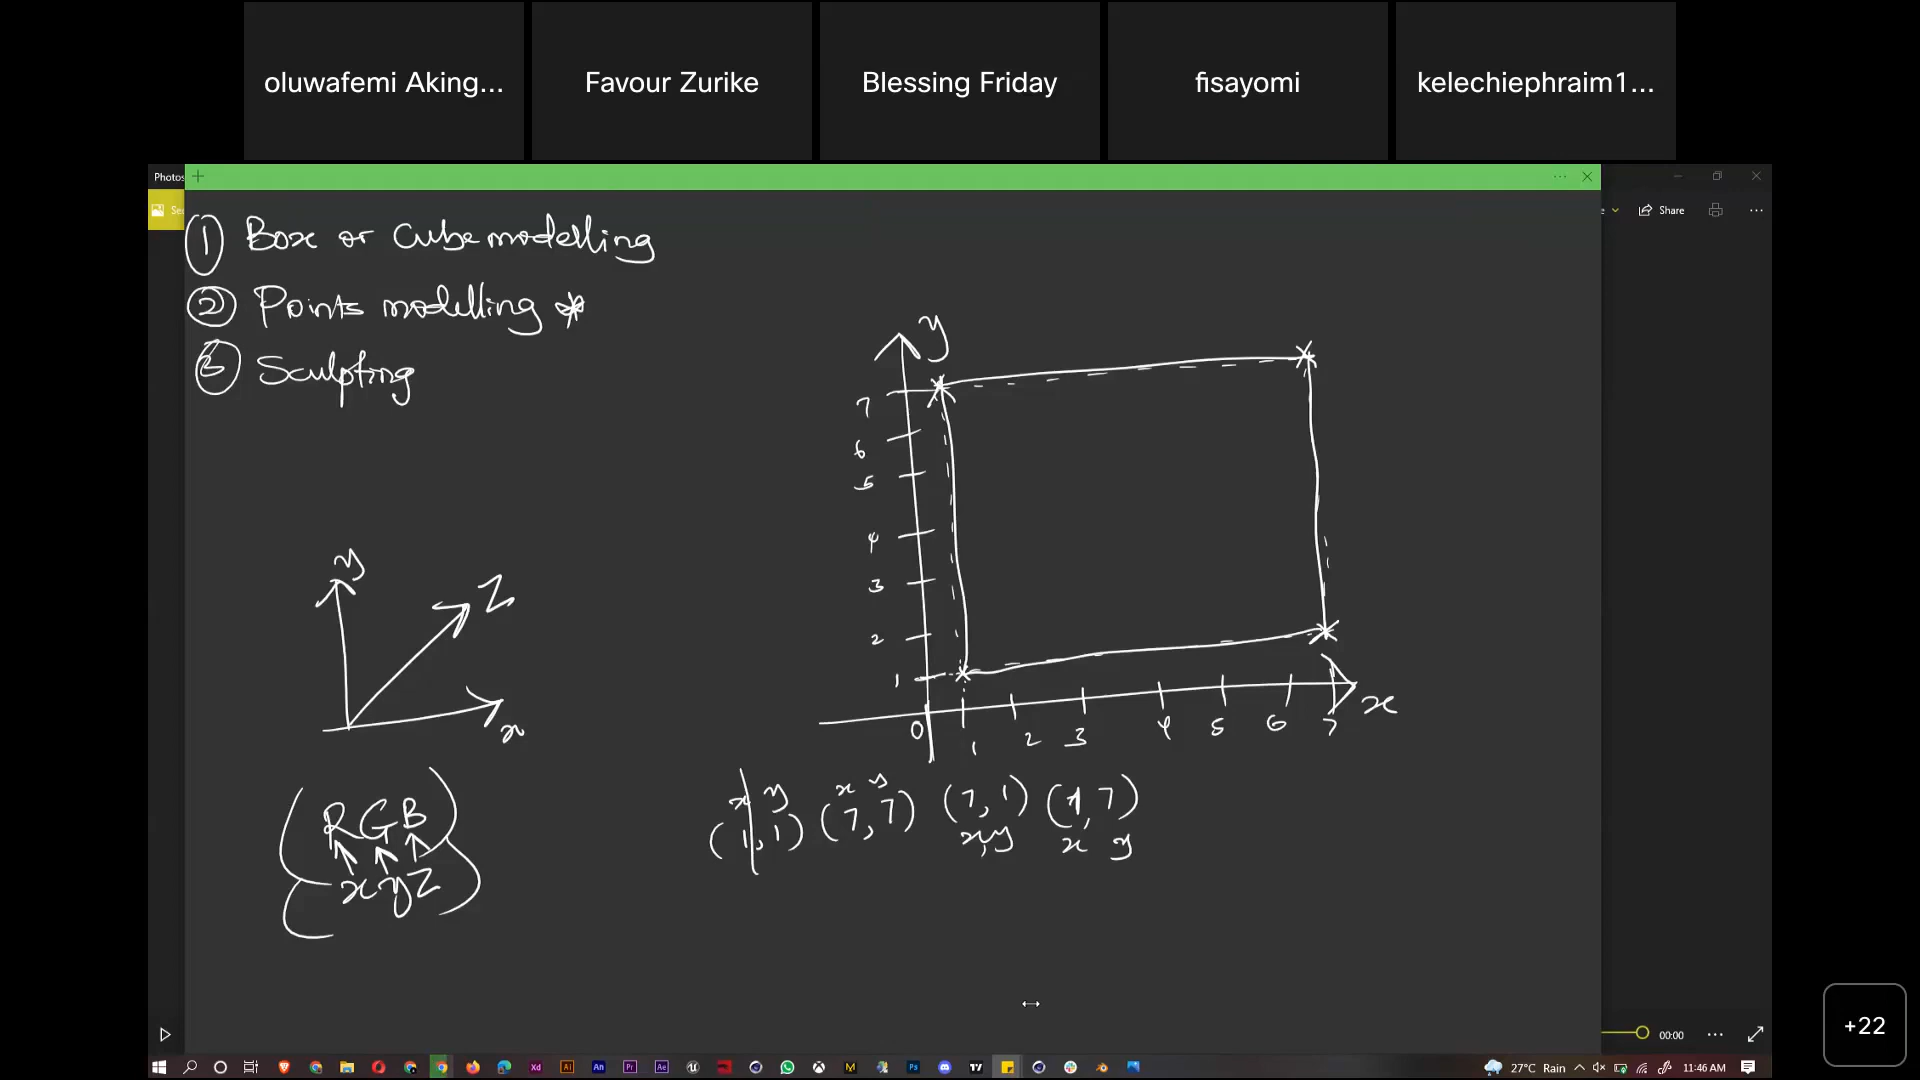 oluwafemi Aking...
Favour Zurike
Blessing Friday
fisayomi
kelechiephraim1...
Photos
Share
① Box or Cube modelling
② Points modelling *
③ Sculpting
y
7
6
5
4
3
2
1
0
1 2 3 4 5 6 7
x
y
Z
x
(RGB)
(xyZ)
x y
(1,1)
x y
(7,7)
(7,1)
x,y
(1,7)
x y
00:00
+22
27°C Rain
11:46 AM